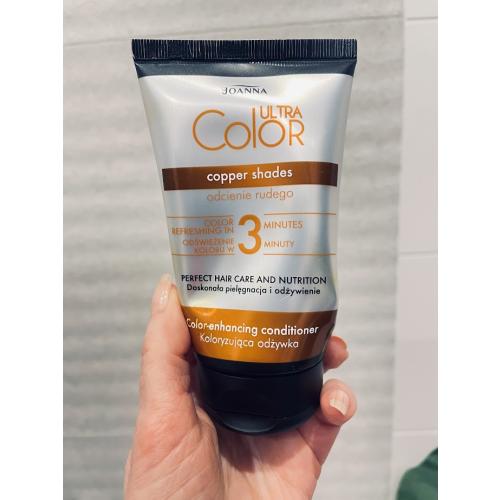 JOANNA
ULTRA
COLOR
copper shades
odcienie rudego
COLOR
REFRESHING IN
ODŚWIEŻENIE
KOLORU W
3
MINUTES
MINUTY
PERFECT HAIR CARE AND NUTRITION
Doskonała pielęgnacja i odżywienie
Color-enhancing conditioner
Koloryzująca odżywka